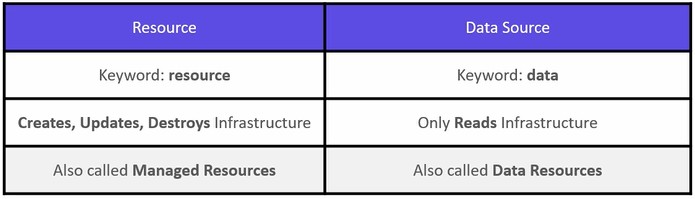 Resource Data Source
Keyword: resource Keyword: data
Creates, Updates, Destroys Infrastructure Only Reads Infrastructure
Also called Managed Resources Also called Data Resources